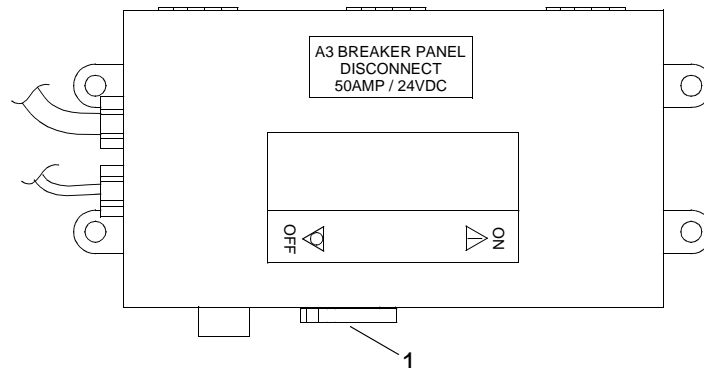 A3 BREAKER PANEL
DISCONNECT
50AMP / 24VDC
OFF
ON
1